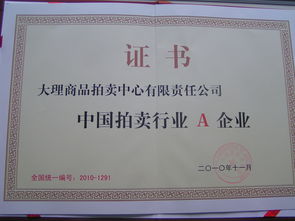 证书
大理商品拍卖中心有限责任公司
中国拍卖行业 A 企业
二〇一〇年十一月
全国统一编号：2010-1291